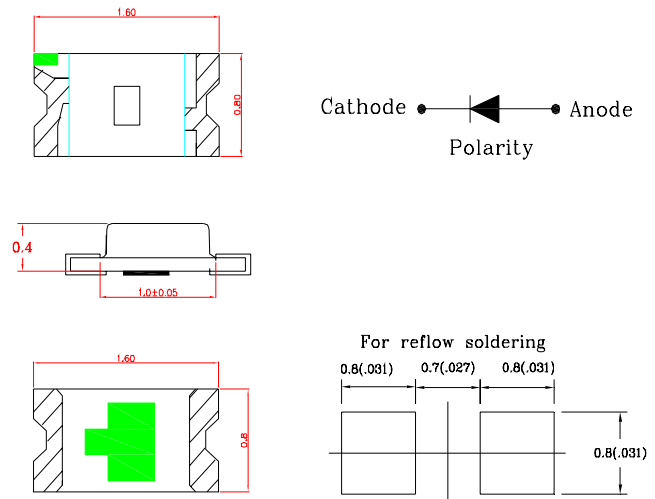 1.60
0.80
Cathode
Anode
Polarity
0.4
1.0±0.05
1.60
0.8
For reflow soldering
0.8(.031) 0.7(.027) 0.8(.031)
0.8(.031)